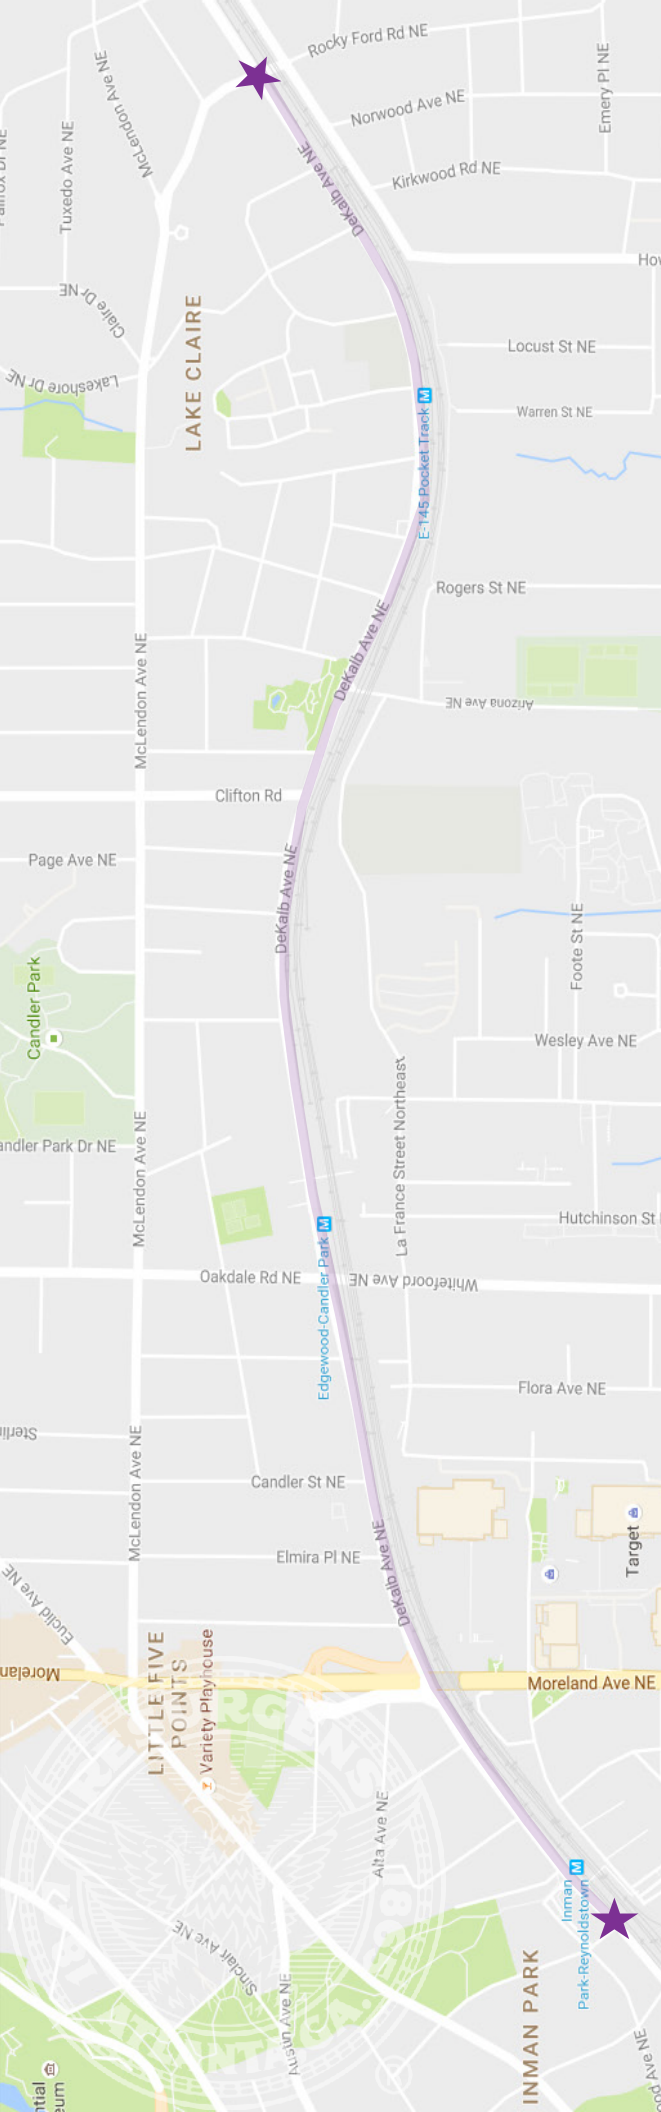 Rocky Ford Rd NE
McLendon Ave NE
Emery Pl NE
Norwood Ave NE
Tuxedo Ave NE
DeKalb Ave NE
Kirkwood Rd NE
Claire Dr NE
LAKE CLAIRE
Locust St NE
Lakeshore Dr NE
E-145 Pocket Track
M
Warren St NE
Rogers St NE
DeKalb Ave NE
McLendon Ave NE
Arizona Ave NE
Clifton Rd
Page Ave NE
DeKalb Ave NE
Foote St NE
Candler Park
Wesley Ave NE
La France Street Northeast
McLendon Ave NE
andler Park Dr NE
Hutchinson St
M
Edgewood-Candler Park
Oakdale Rd NE
Whitefoord Ave NE
Flora Ave NE
McLendon Ave NE
Candler St NE
Target
DeKalb Ave NE
Elmira Pl NE
Euclid Ave NE
LITTLE FIVE
POINTS
Variety Playhouse
Moreland Ave NE
Alta Ave NE
M
Inman
Park-Reynoldstown
Sinclair Ave NE
INMAN PARK
Austin Ave NE